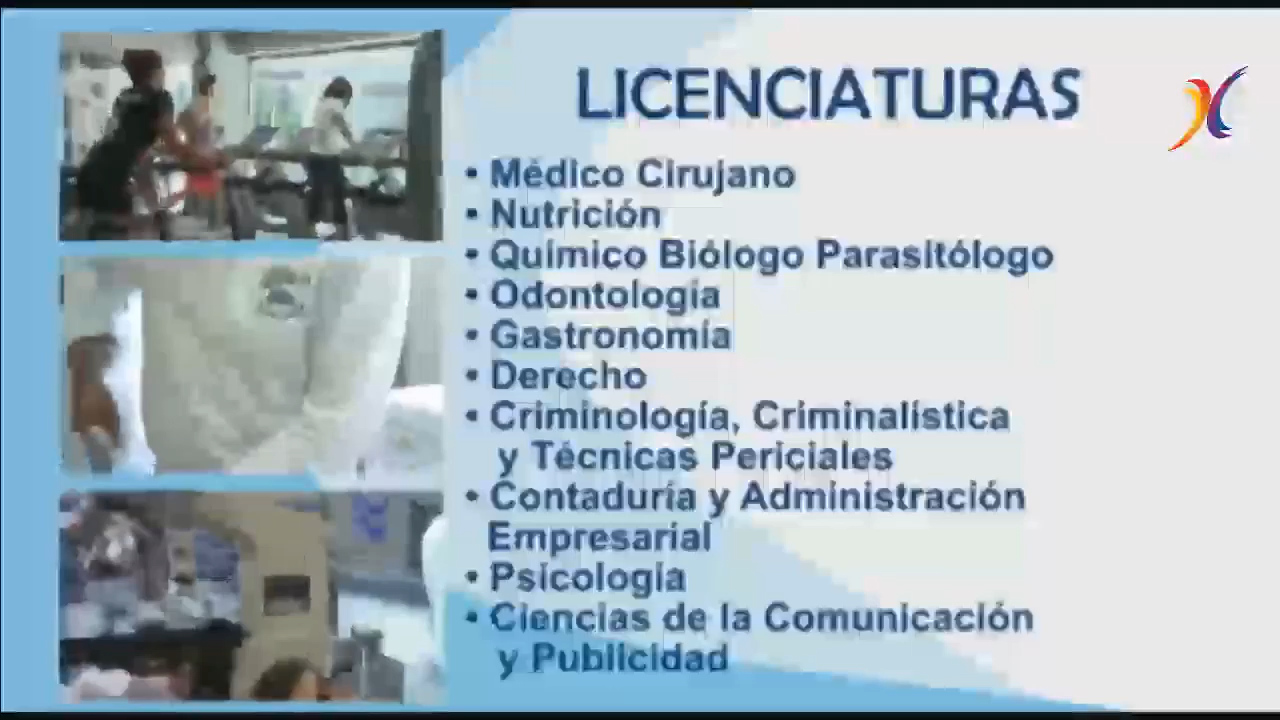 LICENCIATURAS
• Médico Cirujano
• Nutrición
• Químico Biólogo Parasitólogo
• Odontología
• Gastronomía
• Derecho
• Criminología, Criminalística
y Técnicas Periciales
• Contaduría y Administración
Empresarial
• Psicología
• Ciencias de la Comunicación
y Publicidad